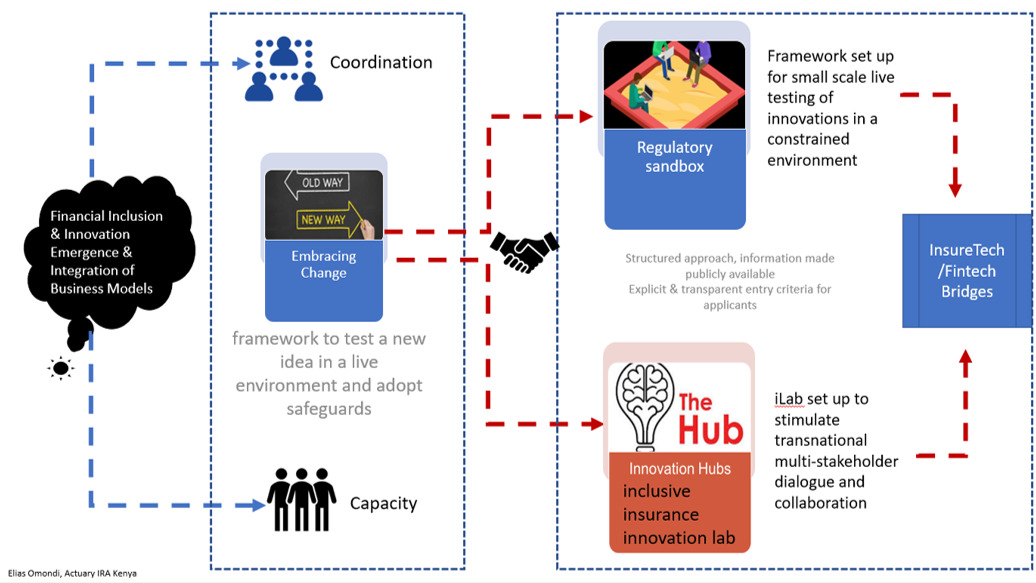 Coordination
Financial Inclusion
& Innovation
Emergence &
Integration of
Business Models
OLD WAY
NEW WAY
Embracing
Change
framework to test a new
idea in a live
environment and adopt
safeguards
Capacity
Regulatory
sandbox
Framework set up
for small scale live
testing of
innovations in a
constrained
environment
Structured approach, information made
publicly available
Explicit & transparent entry criteria for
applicants
InsureTech
/Fintech
Bridges
The
Hub
Innovation Hubs
inclusive
insurance
innovation lab
iLab set up to
stimulate
transnational
multi-stakeholder
dialogue and
collaboration
Elias Omondi, Actuary IRA Kenya